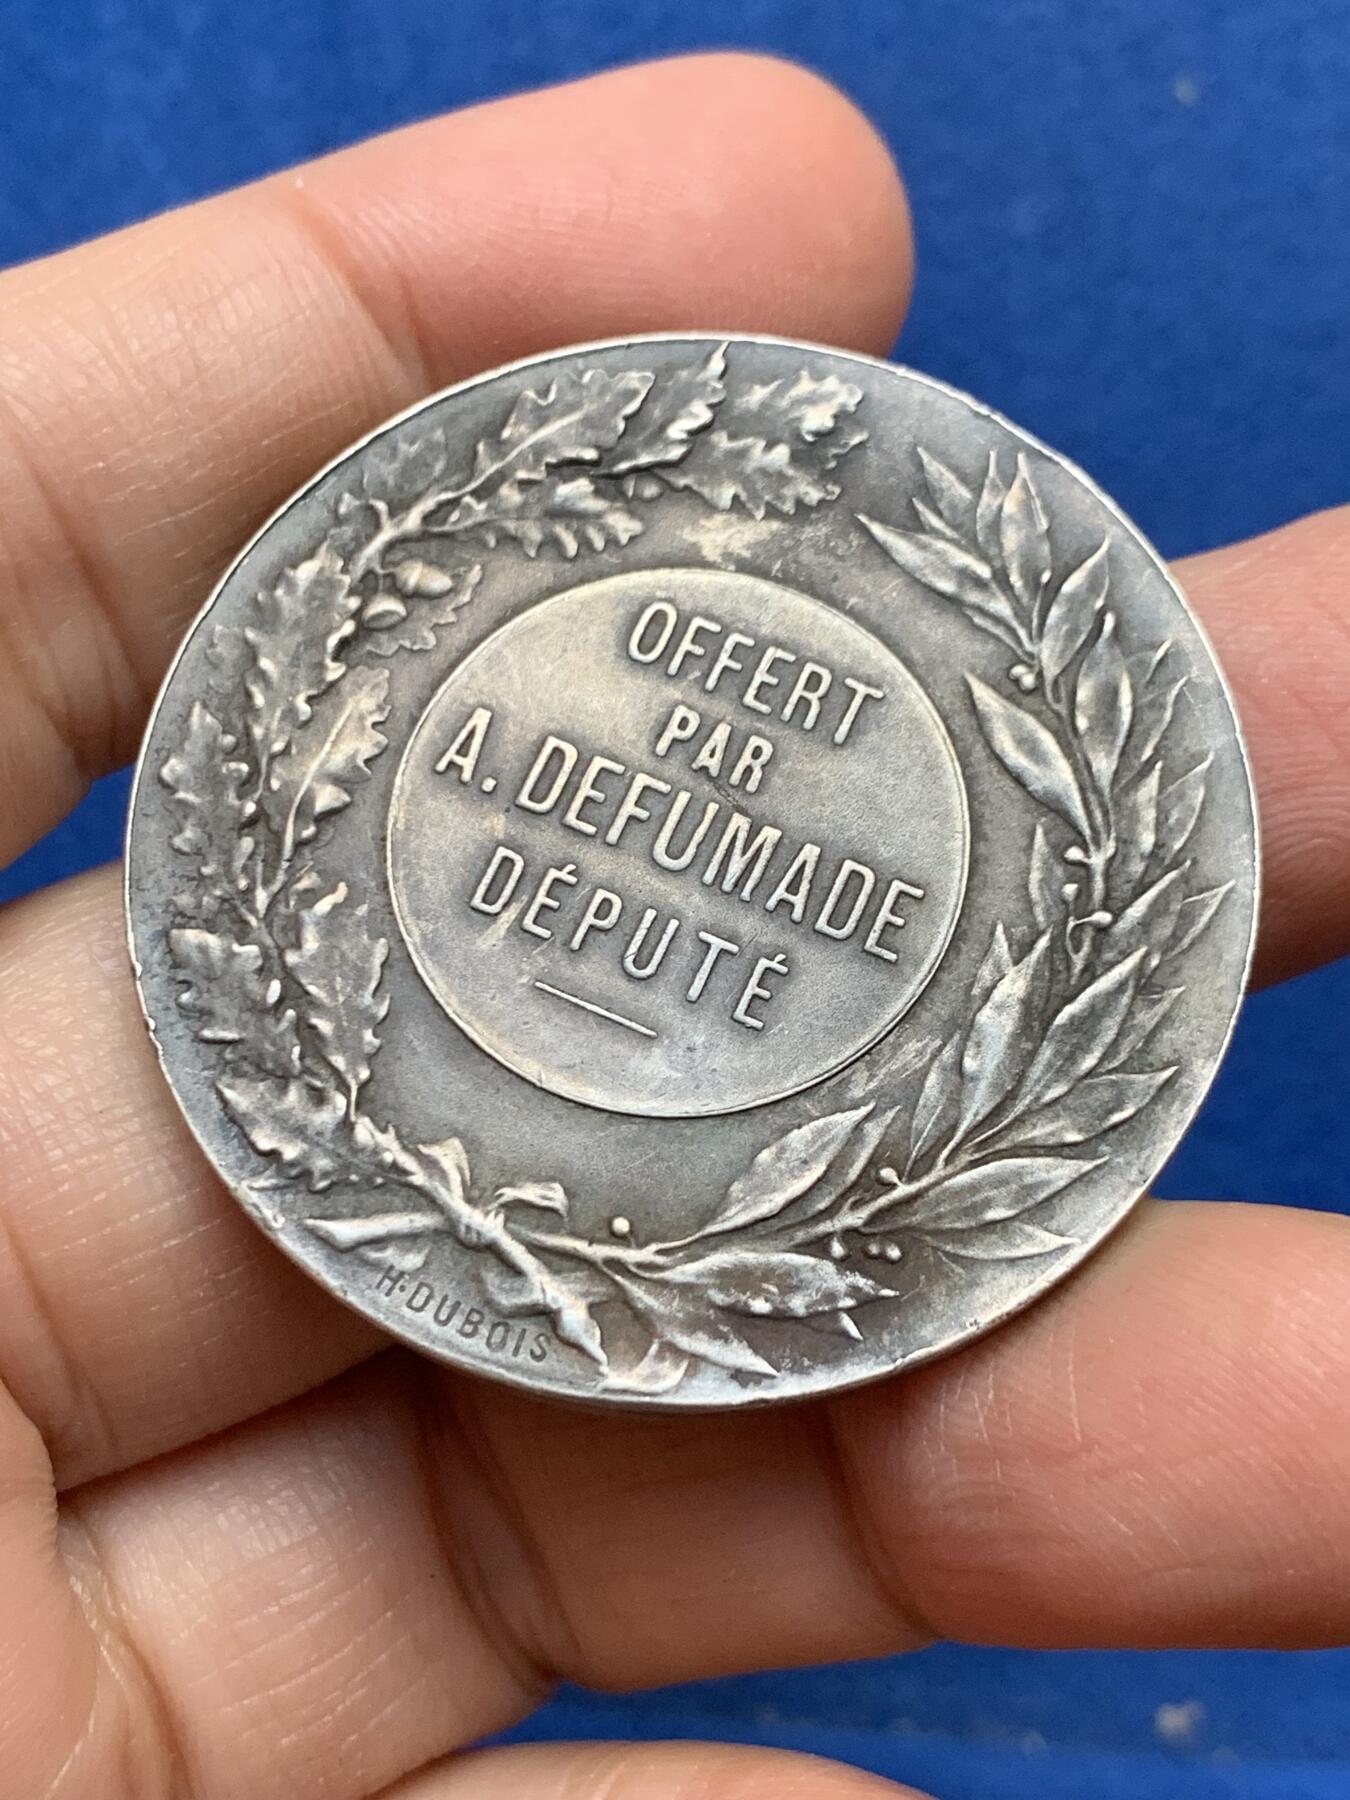 OFFERT
PAR
A. DEFUMADE
DÉPUTÉ
H·DUBOIS